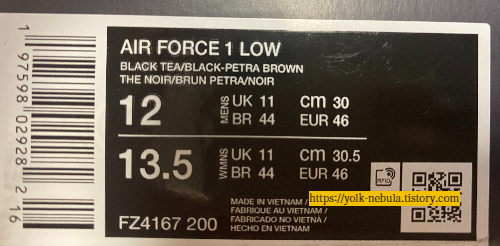 AIR FORCE 1 LOW
BLACK TEA/BLACK-PETRA BROWN
THE NOIR/BRUN PETRA/NOIR
12 MENS UK 11 cm 30
BR 44 EUR 46
13.5 WMNS UK 11 cm 30.5
BR 44 EUR 46
RFID
MADE IN VIETNAM /
FABRIQUE AU VIETNAM /
FABRICADO NO VIETNÃ /
HECHO EN VIETNAM
FZ4167 200
https://yolk-nebula.tistory.com
1 97598 02928 2 16